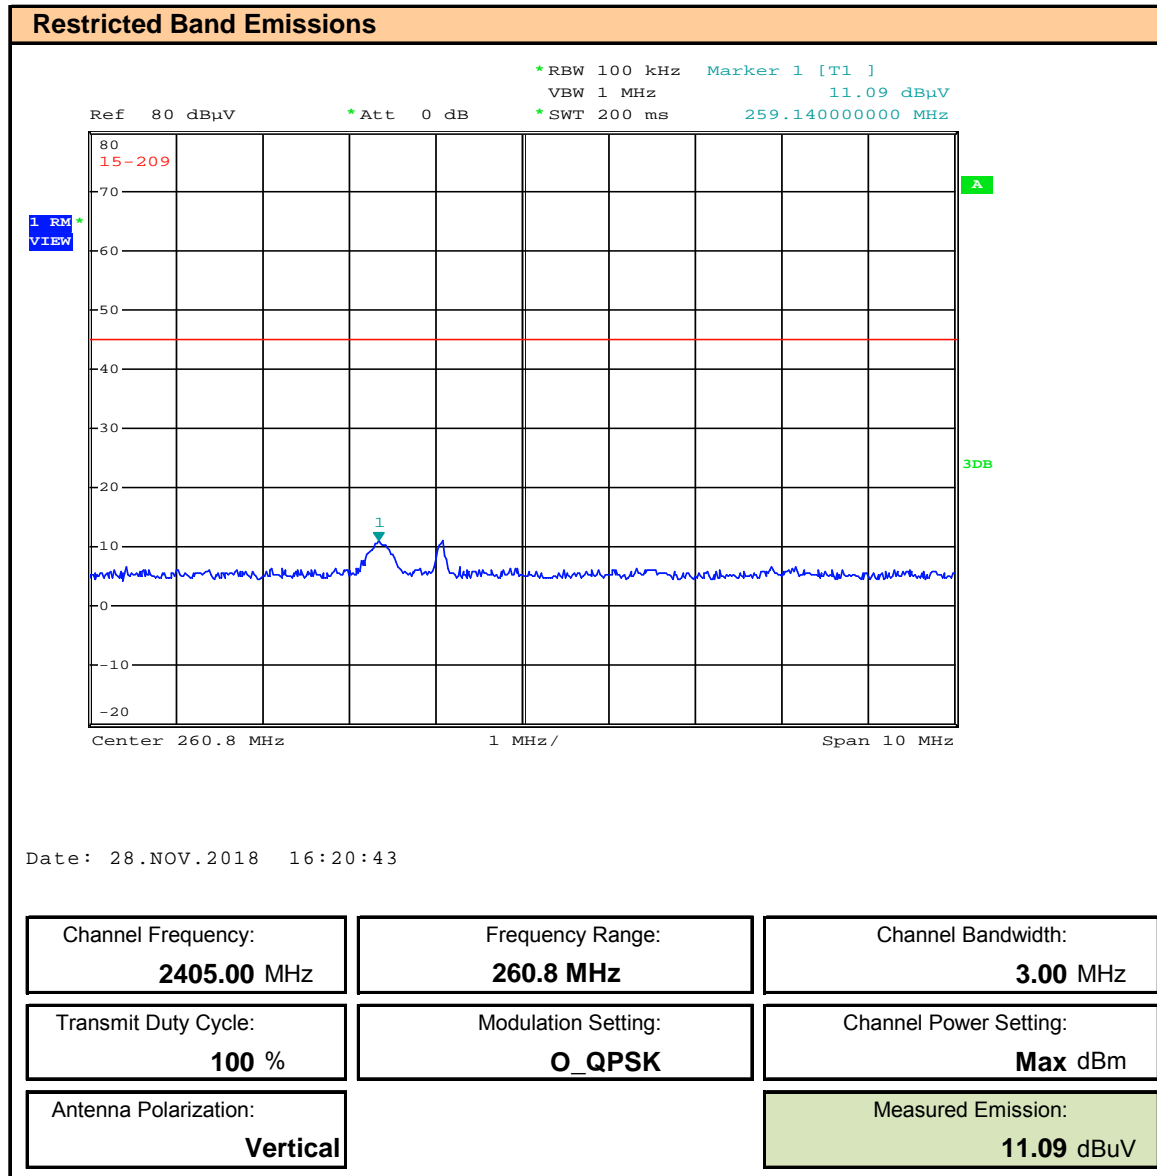 Restricted Band Emissions
*RBW 100 kHz Marker 1 [T1 ]
VBW 1 MHz 11.09 dBµV
Ref 80 dBµV *Att 0 dB *SWT 200 ms 259.140000000 MHz
80
15-209
70
A
1 RM *
VIEW
60
50
40
30
3DB
20
1
10
0
-10
-20
Center 260.8 MHz 1 MHz/ Span 10 MHz
Date: 28.NOV.2018 16:20:43
Channel Frequency:
2405.00 MHz
Frequency Range:
260.8 MHz
Channel Bandwidth:
3.00 MHz
Transmit Duty Cycle:
100 %
Modulation Setting:
O_QPSK
Channel Power Setting:
Max dBm
Antenna Polarization:
Vertical
Measured Emission:
11.09 dBuV